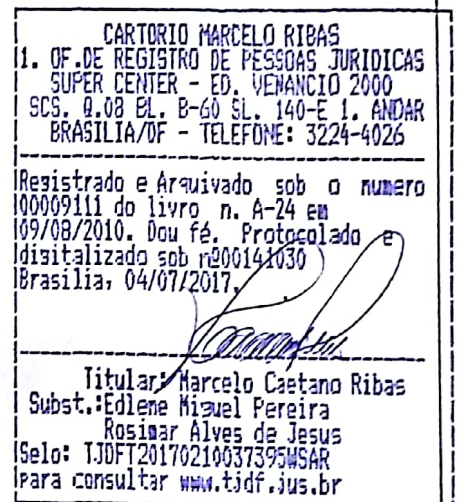 CARTORIO MARCELO RIBAS
1. OF.DE REGISTRO DE PESSOAS JURIDICAS
SUPER CENTER - ED. VENANCIO 2000
SCS. Q.08 BL. B-60 SL. 140-E 1. ANDAR
BRASILIA/DF - TELEFONE: 3224-4026
Registrado e Arquivado sob o numero
00009111 do livro n. A-24 em
09/08/2010. Dou fé. Protocolado e
digitalizado sob nº00141030
Brasilia, 04/07/2017.
Titular: Marcelo Caetano Ribas
Subst.:Edlene Miguel Pereira
Rosimar Alves de Jesus
Selo: TJDFT20170210037395WSAR
Para consultar www.tjdf.jus.br